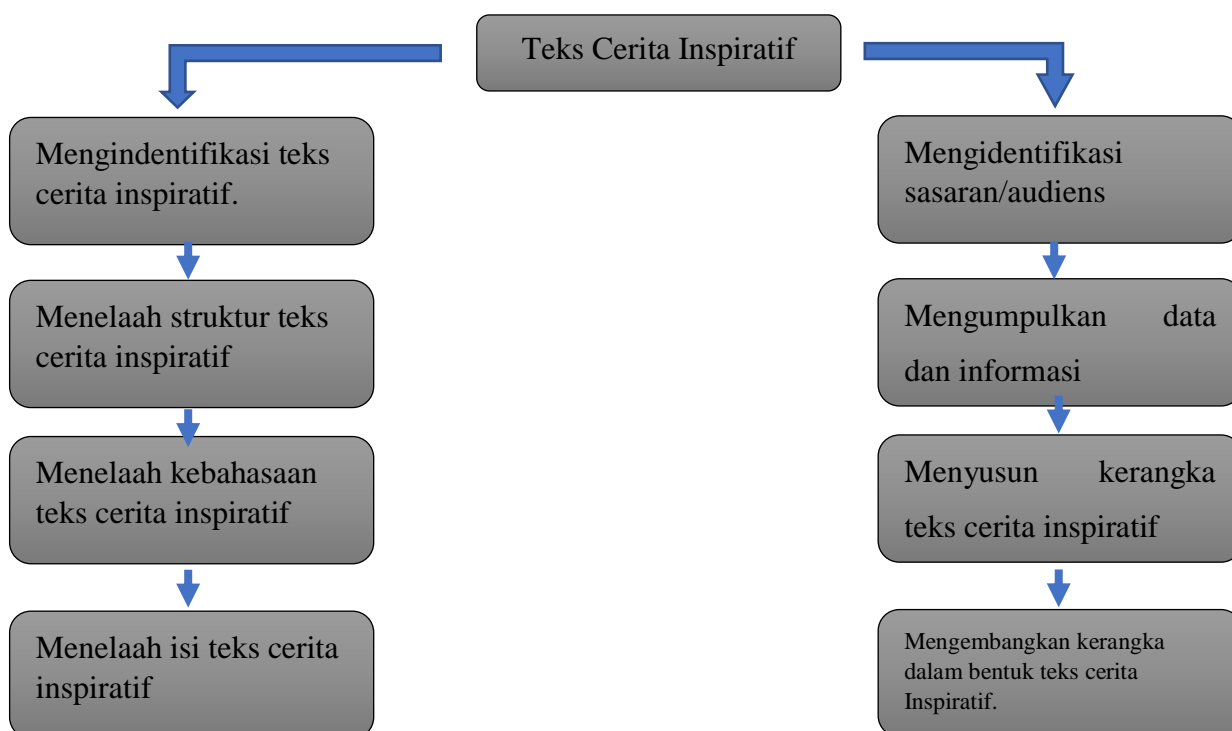 Teks Cerita Inspiratif
Mengindentifikasi teks
cerita inspiratif.
Menelaah struktur teks
cerita inspiratif
Menelaah kebahasaan
teks cerita inspiratif
Menelaah isi teks cerita
inspiratif
Mengidentifikasi
sasaran/audiens
Mengumpulkan data
dan informasi
Menyusun kerangka
teks cerita inspiratif
Mengembangkan kerangka
dalam bentuk teks cerita
Inspiratif.